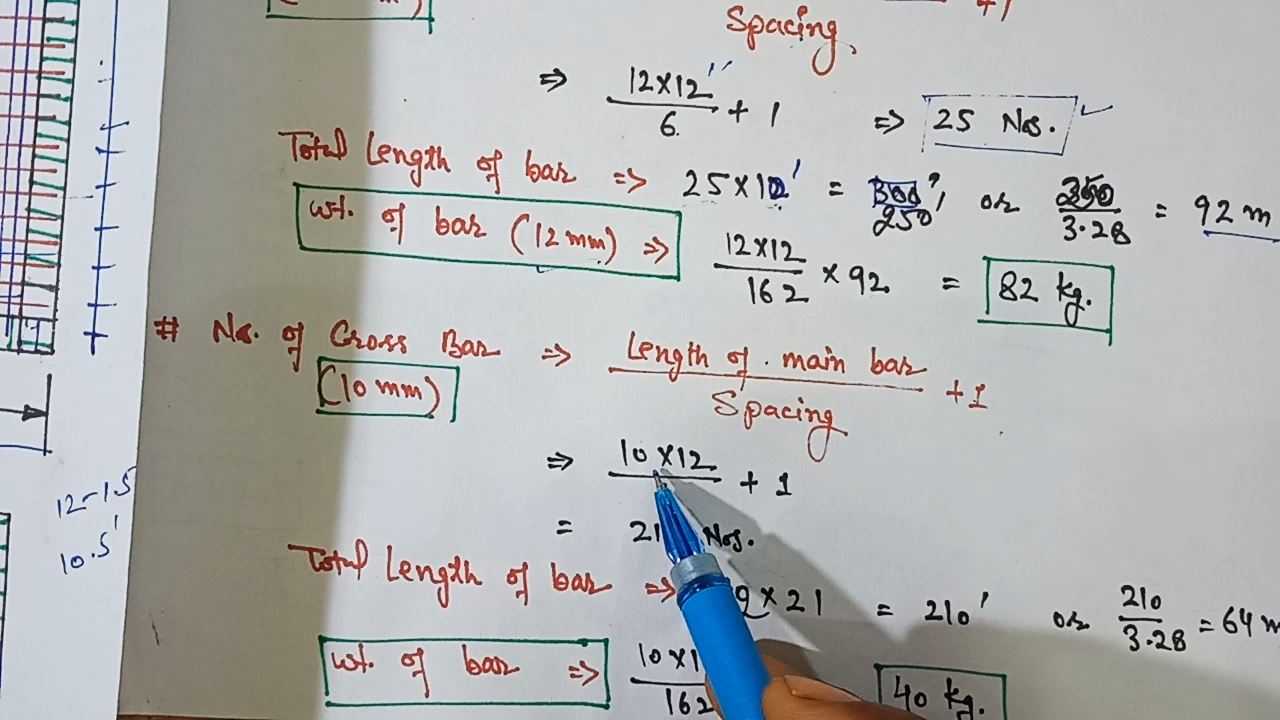 Spacing
+1
⇒ 12×12'' / 6 + 1 ⇒ 25 Nos.
Total Length of bar ⇒ 25×10' = 250' or / 3.28 = 92 m
wt. of bar (12 mm) ⇒ 12×12 / 162 × 92 = 82 kg.
# No. of Cross Bar ⇒ Length of main bar / Spacing +1
(10 mm)
⇒ 10×12 + 1
= 21 Nos.
12-1.5
10.5'
Total Length of bar ⇒ ×21 = 210' or 210 / 3.28 = 64 m
wt. of bar ⇒ 10×1 / 162 40 kg.